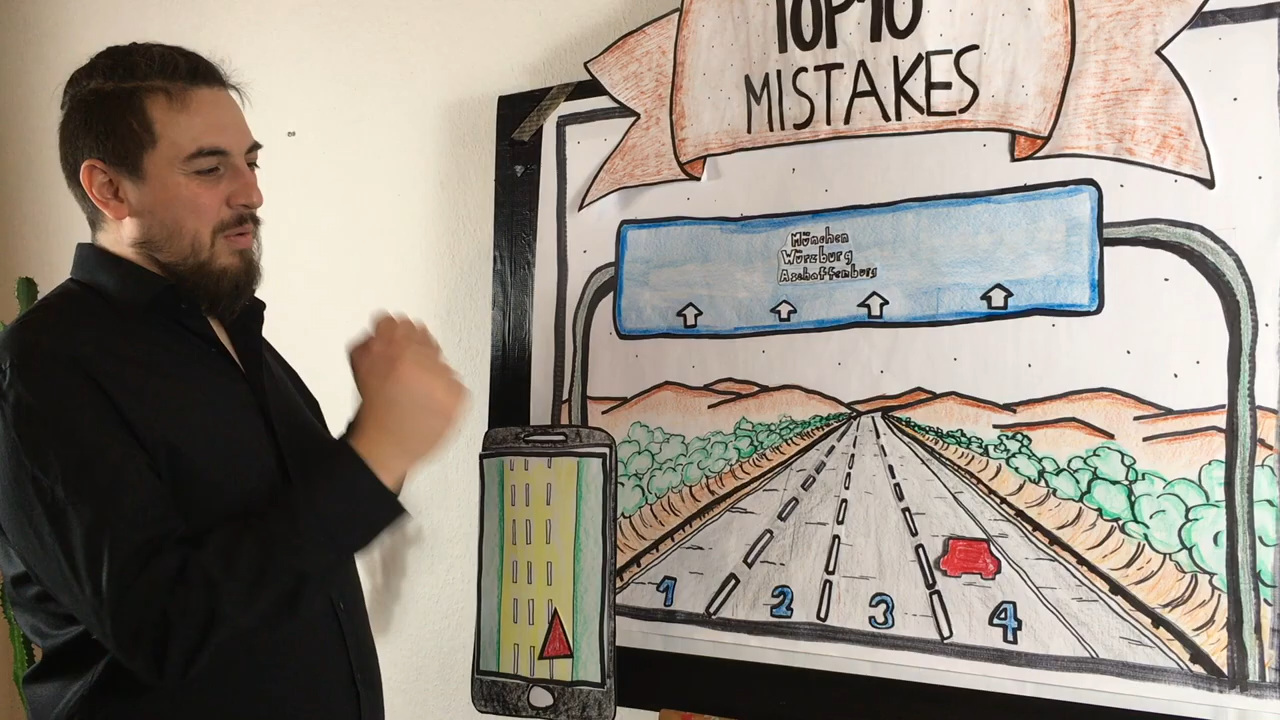 TOP 10
MISTAKES
München
Würzburg
Aschaffenburg
1 2 3 4